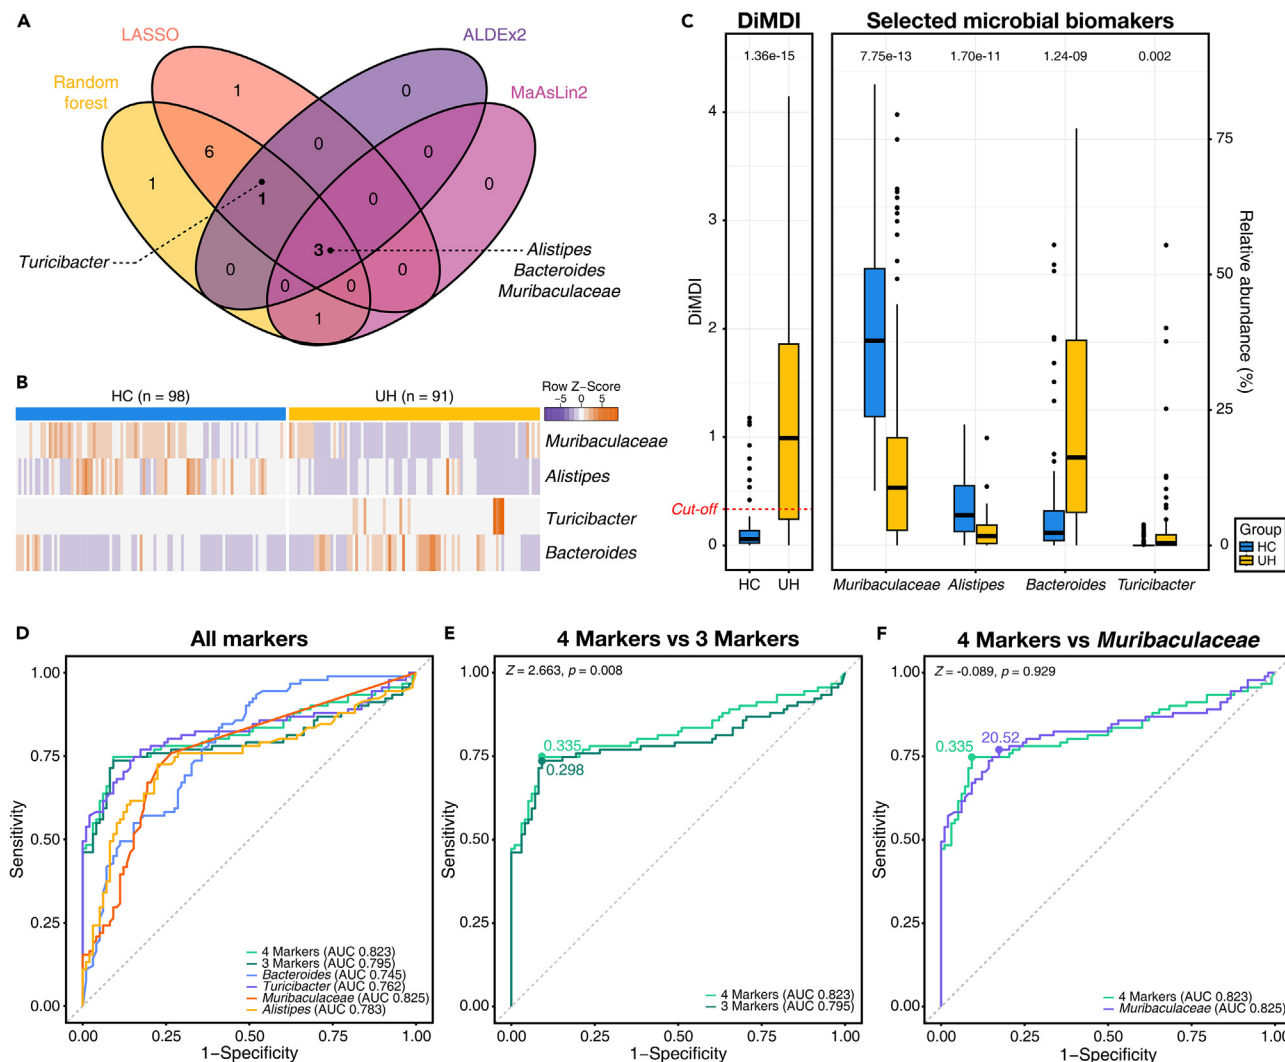 A
LASSO
ALDEx2
Random
forest
MaAsLin2
1
0
6
0
0
1
1
0
0
3
0
0
0
0
1
Turicibacter
Alistipes
Bacteroides
Muribaculaceae
B
HC (n = 98)
UH (n = 91)
Row Z−Score
−5 0 5
Muribaculaceae
Alistipes
Turicibacter
Bacteroides
C
DiMDI
Selected microbial biomakers
1.36e-15
7.75e-13
1.70e-11
1.24-09
0.002
DiMDI
4
3
2
1
0
Cut-off
HC
UH
75
50
25
0
Relative abundance (%)
Muribaculaceae
Alistipes
Bacteroides
Turicibacter
Group
HC
UH
D
All markers
Sensitivity
1.00
0.75
0.50
0.25
0.00
4 Markers (AUC 0.823)
3 Markers (AUC 0.795)
Bacteroides (AUC 0.745)
Turicibacter (AUC 0.762)
Muribaculaceae (AUC 0.825)
Alistipes (AUC 0.783)
0.00 0.25 0.50 0.75 1.00
1−Specificity
E
4 Markers vs 3 Markers
Z = 2.663, p = 0.008
Sensitivity
1.00
0.75
0.50
0.25
0.00
0.335
0.298
4 Markers (AUC 0.823)
3 Markers (AUC 0.795)
0.00 0.25 0.50 0.75 1.00
1−Specificity
F
4 Markers vs Muribaculaceae
Z = -0.089, p = 0.929
Sensitivity
1.00
0.75
0.50
0.25
0.00
0.335
20.52
4 Markers (AUC 0.823)
Muribaculaceae (AUC 0.825)
0.00 0.25 0.50 0.75 1.00
1−Specificity